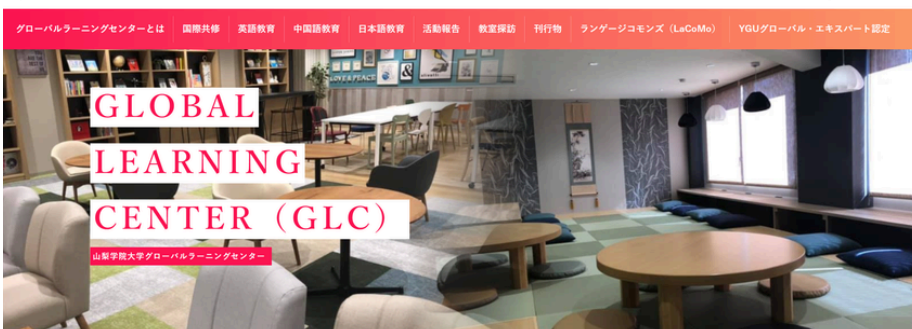 グローバルラーニングセンターとは
国際共修
英語教育
中国語教育
日本語教育
活動報告
教室探訪
刊行物
ランゲージコモンズ（LaCoMo）
YGUグローバル・エキスパート認定
LOVE & PEACE
&
GLOBAL
LEARNING
CENTER（GLC）
山梨学院大学グローバルラーニングセンター